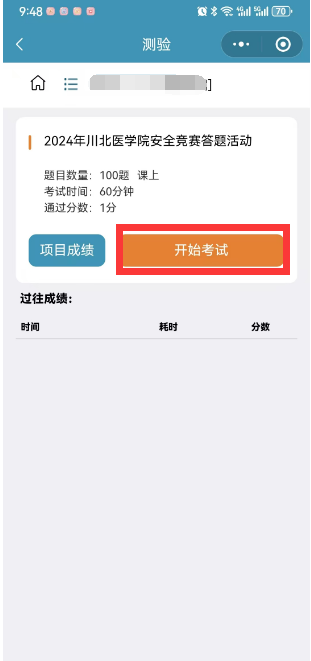 9:48
4G 5G 70
测验
2024年川北医学院安全竞赛答题活动
题目数量：100题 课上
考试时间：60分钟
通过分数：1分
项目成绩 开始考试
过往成绩：
时间 耗时 分数